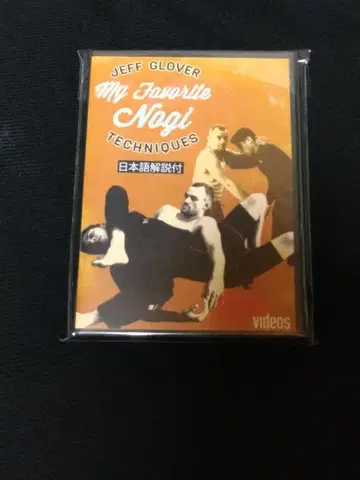 JEFF GLOVER
My Favorite
Nogi
TECHNIQUES
日本語解説付
videos